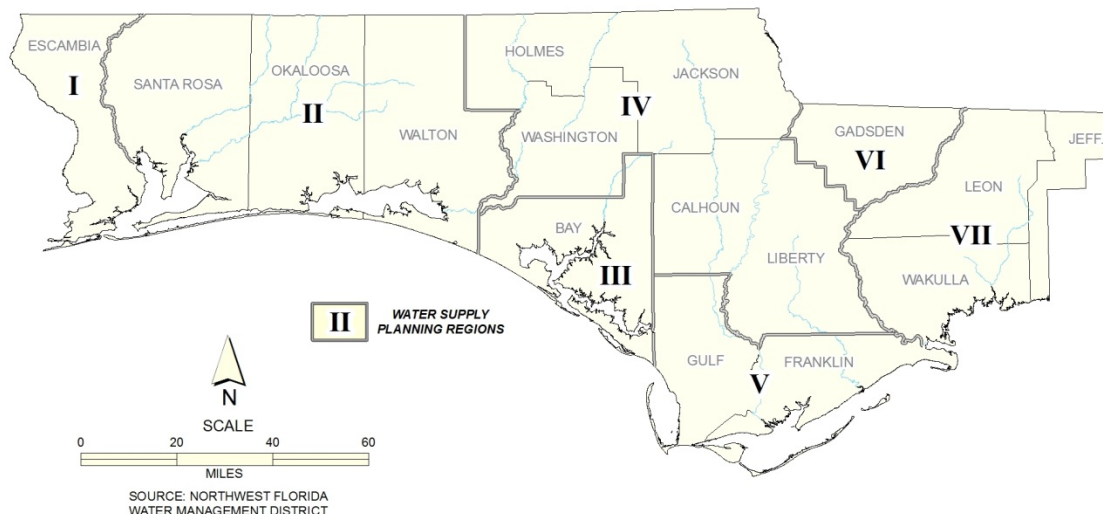 ESCAMBIA
I
SANTA ROSA
OKALOOSA
II
WALTON
HOLMES
WASHINGTON
IV
JACKSON
BAY
III
CALHOUN
GADSDEN
VI
LIBERTY
LEON
JEFF.
VII
WAKULLA
GULF
V
FRANKLIN
II
WATER SUPPLY
PLANNING REGIONS
N
SCALE
0 20 40 60
MILES
SOURCE: NORTHWEST FLORIDA
WATER MANAGEMENT DISTRICT